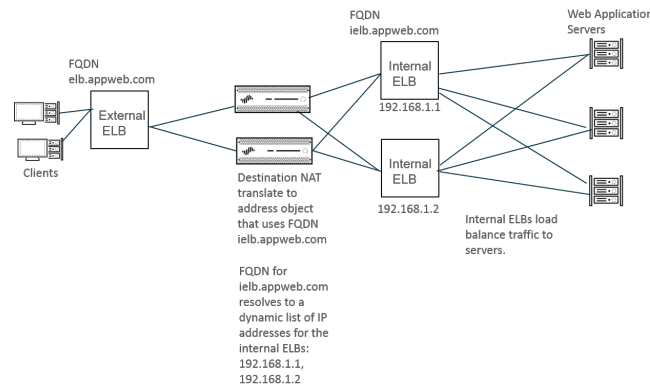 FQDN
ielb.appweb.com
Web Application
Servers
FQDN
elb.appweb.com
External
ELB
Clients
Internal
ELB
192.168.1.1
Internal
ELB
192.168.1.2
Destination NAT
translate to
address object
that uses FQDN
ielb.appweb.com
Internal ELBs load
balance traffic to
servers.
FQDN for
ielb.appweb.com
resolves to a
dynamic list of IP
addresses for the
internal ELBs:
192.168.1.1,
192.168.1.2